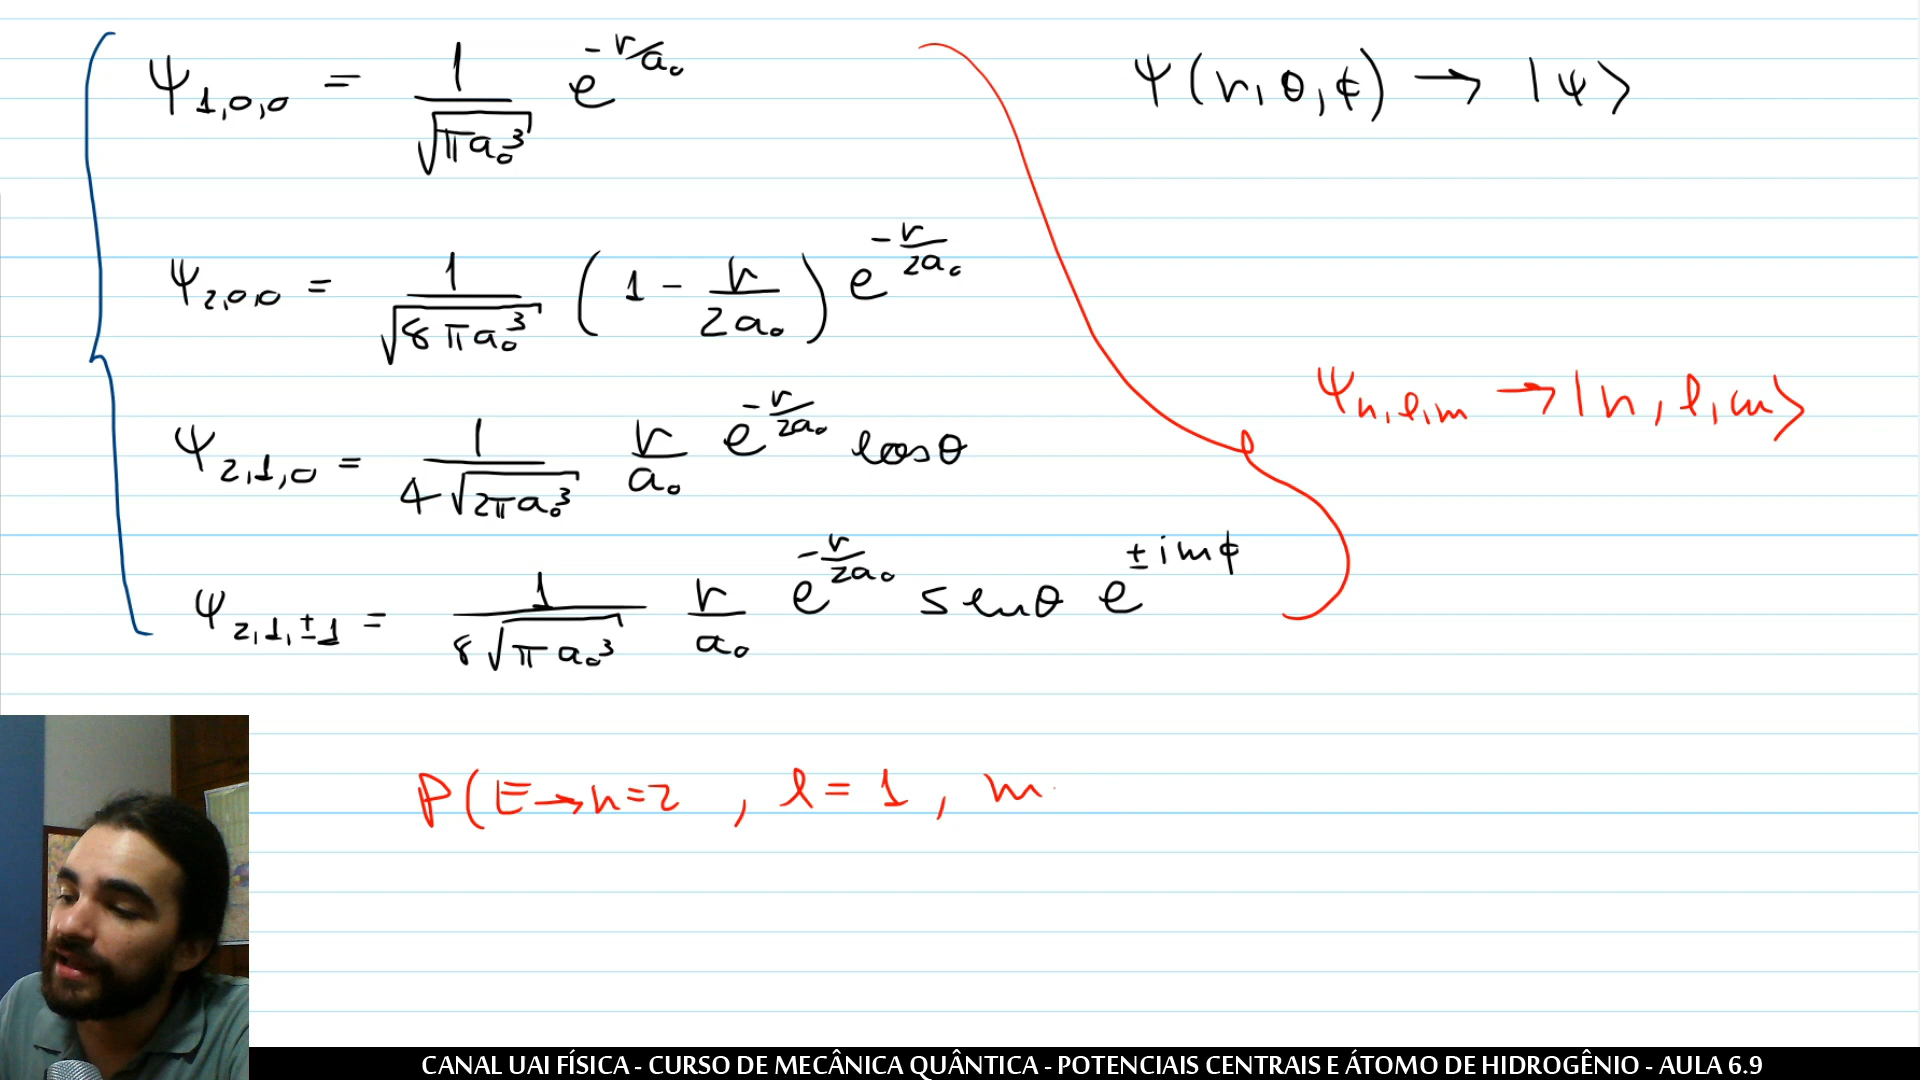 ψ₁,₀,₀ = 1/√(πa₀³) e^(-r/a₀)
ψ(r,θ,ϕ) → |ψ⟩
ψ₂,₀,₀ = 1/√(8πa₀³) (1 - r/2a₀) e^(-r/2a₀)
ψn,ℓ,m → |n,ℓ,m⟩
ψ₂,₁,₀ = 1/(4√(2πa₀³)) r/a₀ e^(-r/2a₀) cosθ
ψ₂,₁,±₁ = 1/(8√(πa₀³)) r/a₀ e^(-r/2a₀) senθ e^(±imϕ)
P(E→n=2, ℓ=1, m
CANAL UAI FÍSICA - CURSO DE MECÂNICA QUÂNTICA - POTENCIAIS CENTRAIS E ÁTOMO DE HIDROGÊNIO - AULA 6.9